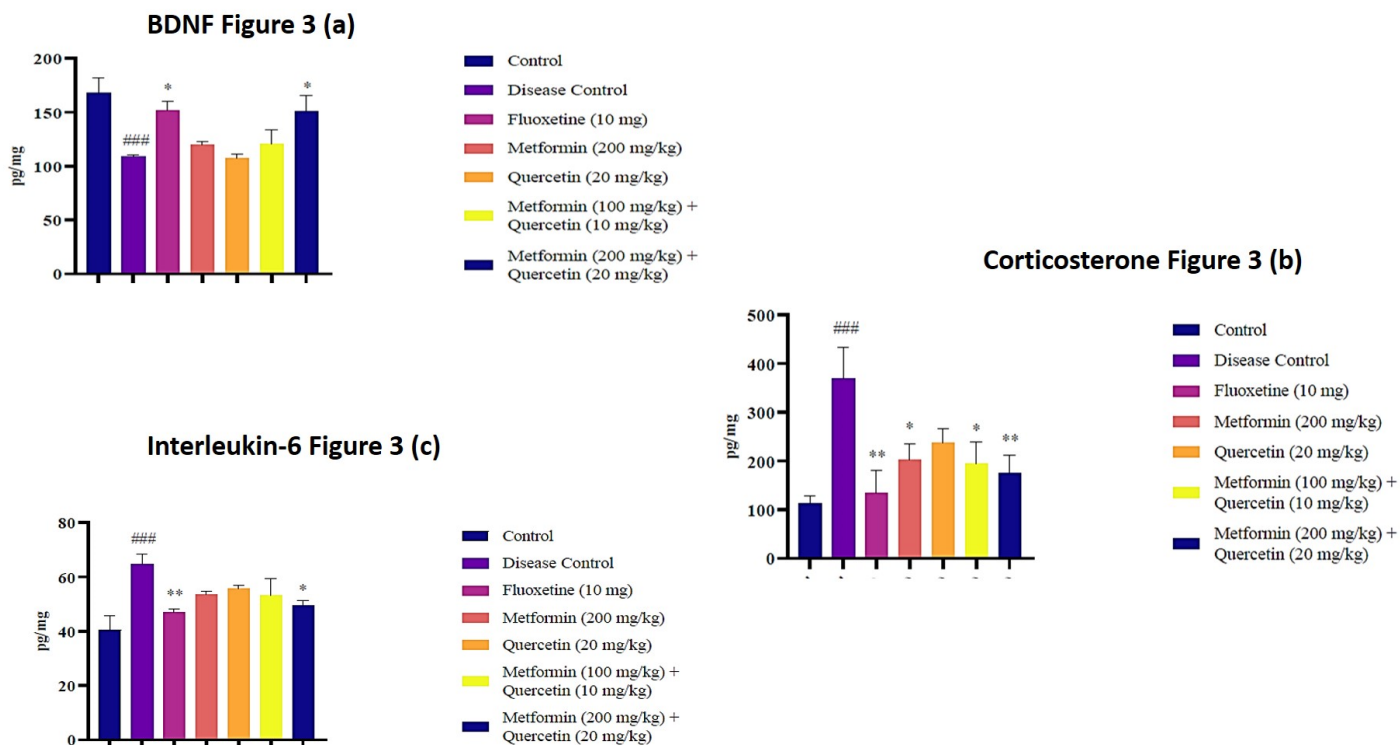 BDNF Figure 3 (a)
200
150
100
50
0
pg/mg
###
*
*
Control
Disease Control
Fluoxetine (10 mg)
Metformin (200 mg/kg)
Quercetin (20 mg/kg)
Metformin (100 mg/kg) +
Quercetin (10 mg/kg)
Metformin (200 mg/kg) +
Quercetin (20 mg/kg)
Corticosterone Figure 3 (b)
500
400
300
200
100
0
pg/mg
###
**
*
*
**
Control
Disease Control
Fluoxetine (10 mg)
Metformin (200 mg/kg)
Quercetin (20 mg/kg)
Metformin (100 mg/kg) +
Quercetin (10 mg/kg)
Metformin (200 mg/kg) +
Quercetin (20 mg/kg)
Interleukin-6 Figure 3 (c)
80
60
40
20
0
pg/mg
###
**
*
Control
Disease Control
Fluoxetine (10 mg)
Metformin (200 mg/kg)
Quercetin (20 mg/kg)
Metformin (100 mg/kg) +
Quercetin (10 mg/kg)
Metformin (200 mg/kg) +
Quercetin (20 mg/kg)